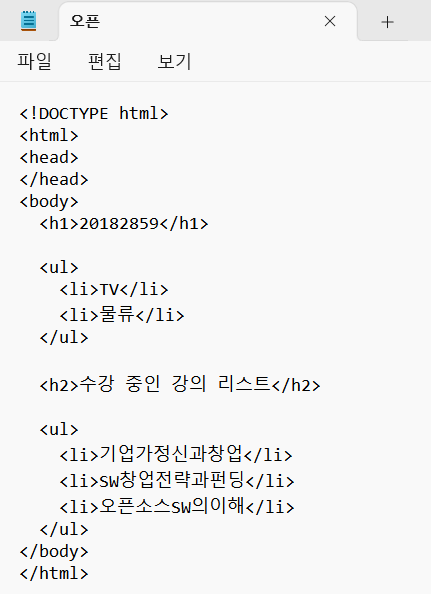 오픈
파일 편집 보기
<!DOCTYPE html>
<html>
<head>
</head>
<body>
  <h1>20182859</h1>

  <ul>
    <li>TV</li>
    <li>물류</li>
  </ul>

  <h2>수강 중인 강의 리스트</h2>

  <ul>
    <li>기업가정신과창업</li>
    <li>SW창업전략과펀딩</li>
    <li>오픈소스SW의이해</li>
  </ul>
</body>
</html>